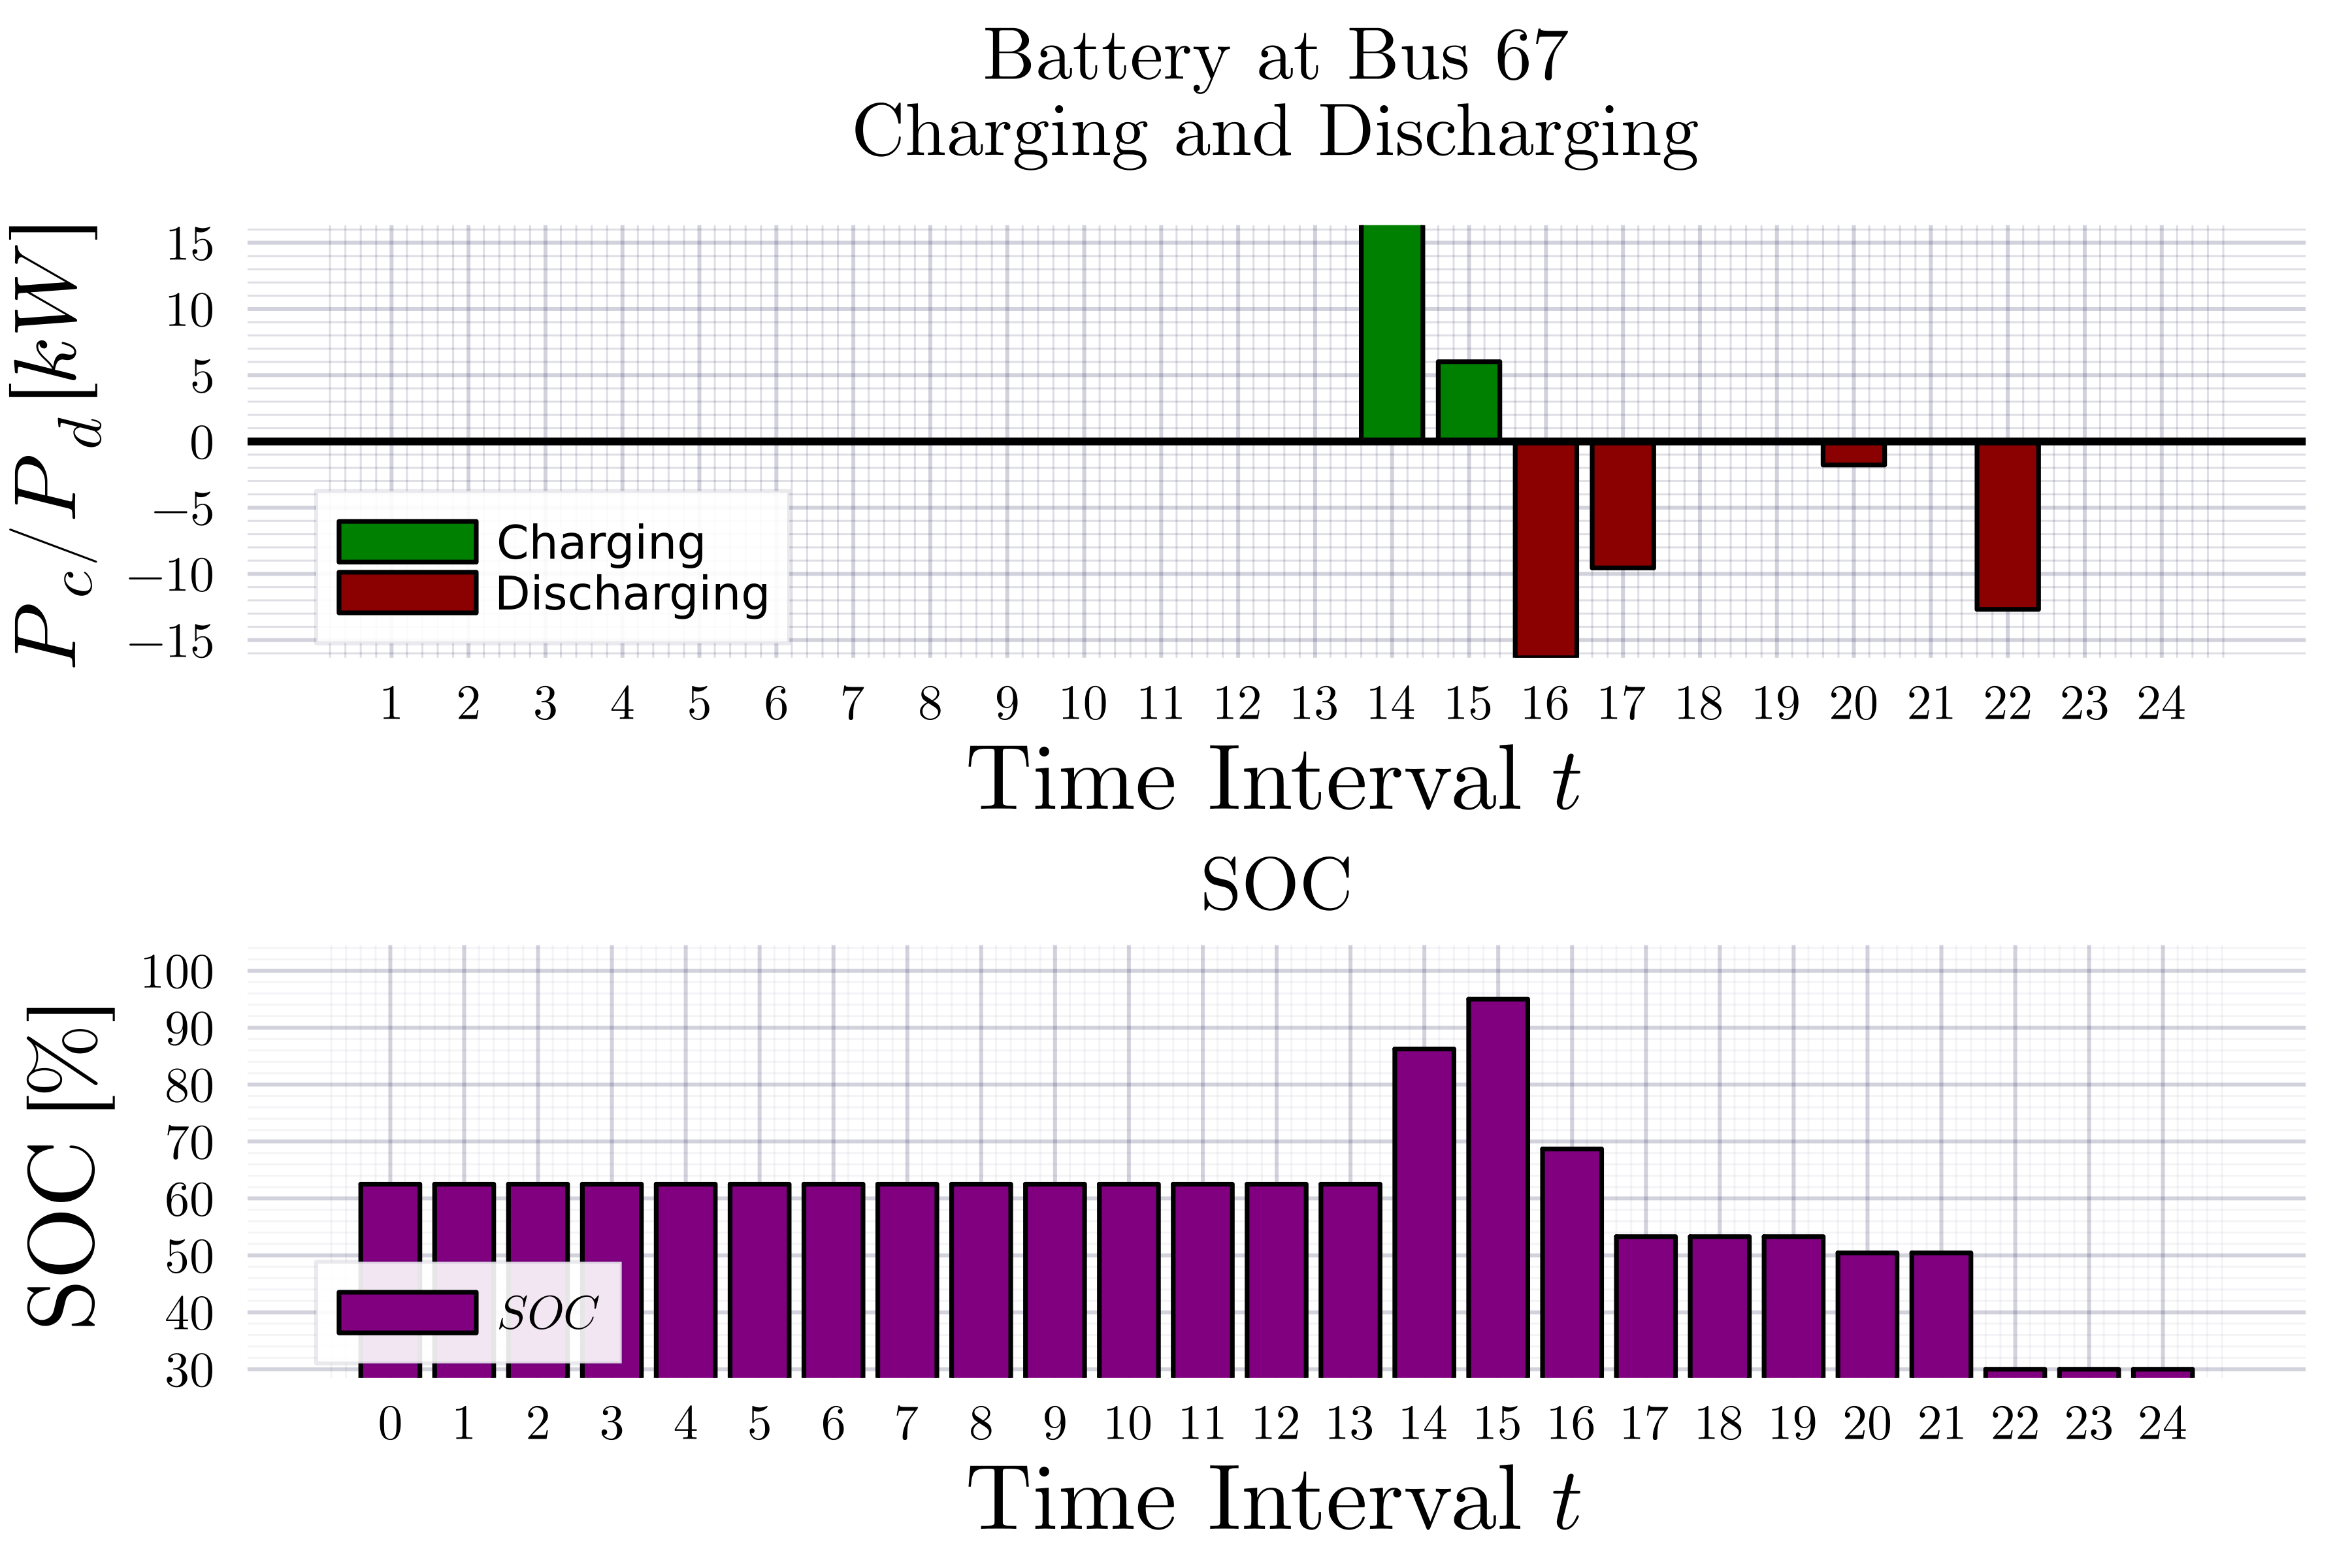 Battery at Bus 67
Charging and Discharging
P_c/P_d [kW]
15
10
5
0
−5
−10
−15
Charging
Discharging
1 2 3 4 5 6 7 8 9 10 11 12 13 14 15 16 17 18 19 20 21 22 23 24
Time Interval t
SOC
SOC [%]
100
90
80
70
60
50
40
30
SOC
0 1 2 3 4 5 6 7 8 9 10 11 12 13 14 15 16 17 18 19 20 21 22 23 24
Time Interval t